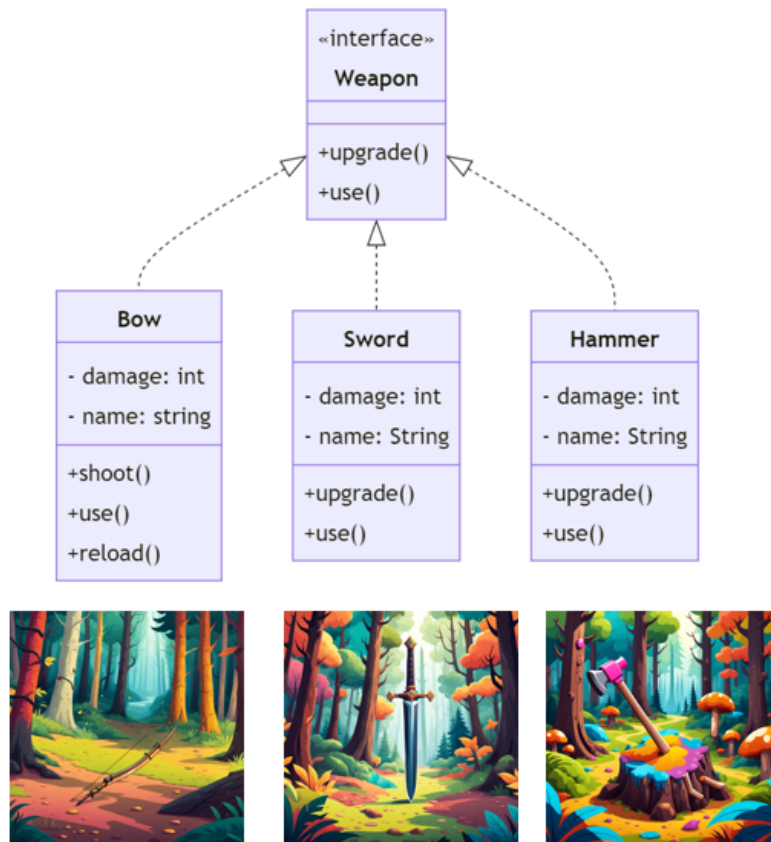 «interface»
Weapon
+upgrade()
+use()
Bow
- damage: int
- name: string
+shoot()
+use()
+reload()
Sword
- damage: int
- name: String
+upgrade()
+use()
Hammer
- damage: int
- name: String
+upgrade()
+use()